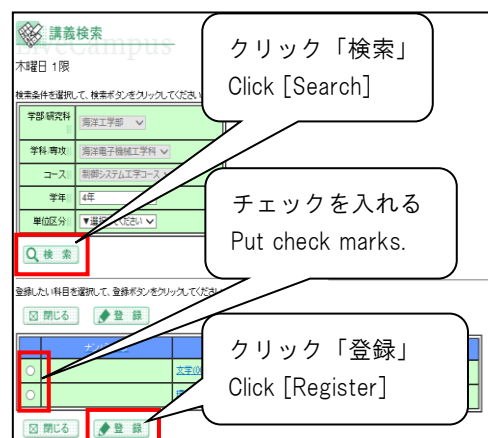 講義検索
LiveCampus
木曜日 1限
クリック「検索」
Click [Search]
検索条件を選択して、検索ボタンをクリックしてください
学部・研究科
海洋工学部
学科・専攻
海洋電子機械工学科
コース
制御システム工学コース
学年
4年
単位区分
▼選択してください
チェックを入れる
Put check marks.
検 索
登録したい科目を選択して、登録ボタンをクリックしてください
閉じる
登 録
クリック「登録」
Click [Register]
文学
閉じる
登 録